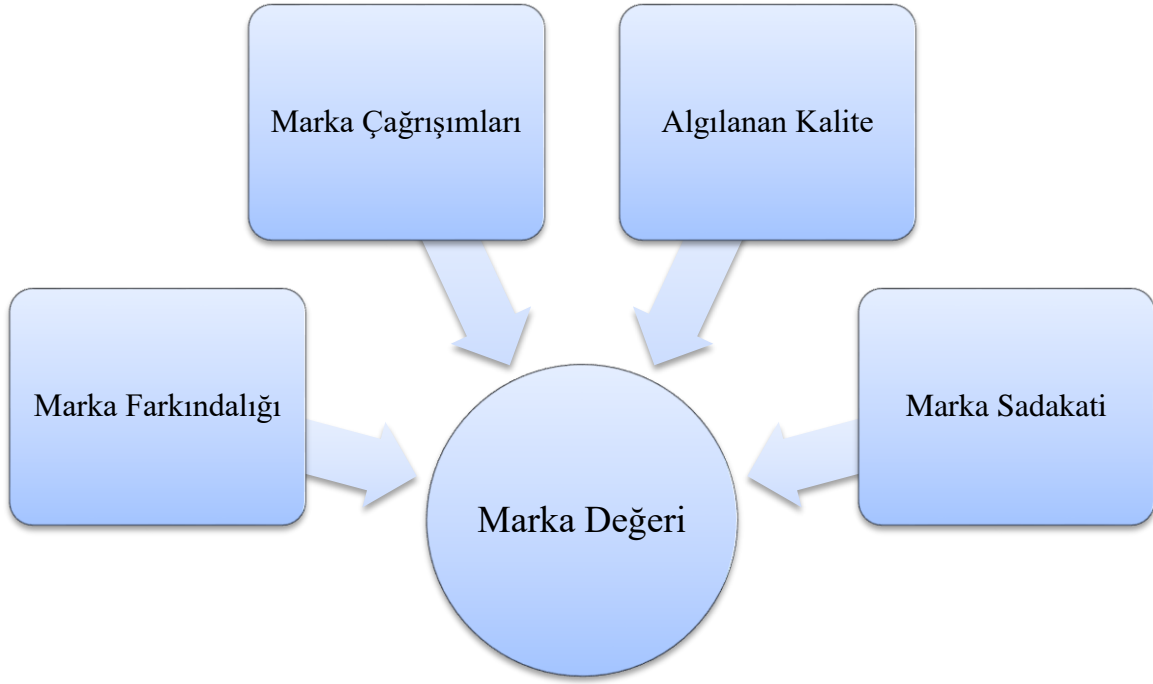 Marka Çağrışımları
Algılanan Kalite
Marka Farkındalığı
Marka Sadakati
Marka Değeri